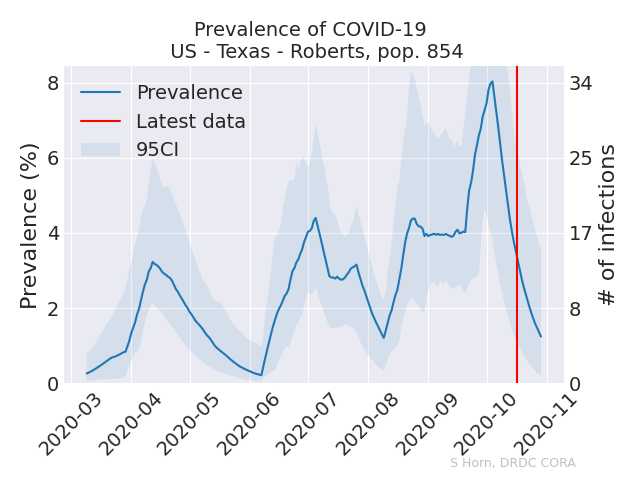 Prevalence of COVID-19
US - Texas - Roberts, pop. 854
Prevalence
Latest data
95CI
Prevalence (%)
8
6
4
2
0
34
25
17
8
0
# of infections
2020-03
2020-04
2020-05
2020-06
2020-07
2020-08
2020-09
2020-10
2020-11
S Horn, DRDC CORA